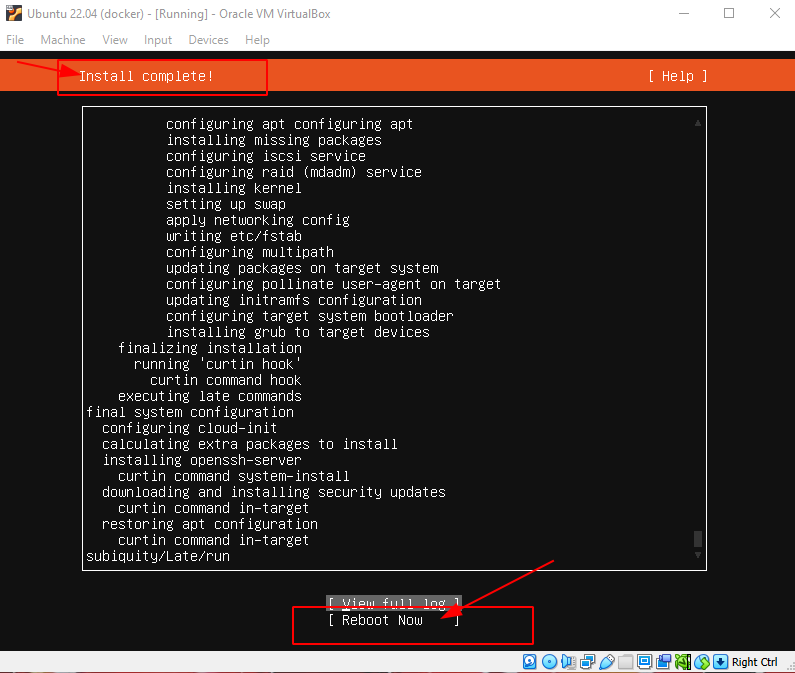 Ubuntu 22.04 (docker) - [Running] - Oracle VM VirtualBox
File Machine View Input Devices Help
Install complete! [ Help ]
configuring apt configuring apt
installing missing packages
configuring iscsi service
configuring raid (mdadm) service
installing kernel
setting up swap
apply networking config
writing etc/fstab
configuring multipath
updating packages on target system
configuring pollinate user-agent on target
updating initramfs configuration
configuring target system bootloader
installing grub to target devices
finalizing installation
running 'curtin hook'
curtin command hook
executing late commands
final system configuration
configuring cloud-init
calculating extra packages to install
installing openssh-server
curtin command system-install
downloading and installing security updates
curtin command in-target
restoring apt configuration
curtin command in-target
subiquity/Late/run
[ View full log ]
[ Reboot Now ]
Right Ctrl